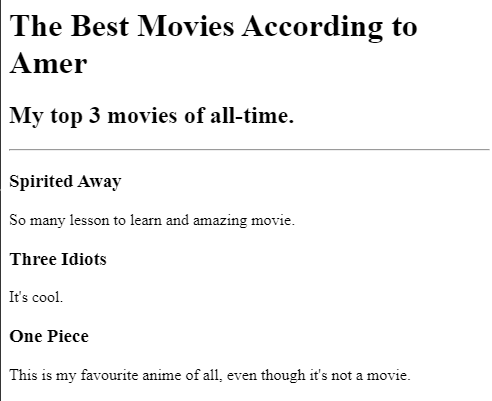 The Best Movies According to
Amer
My top 3 movies of all-time.
Spirited Away
So many lesson to learn and amazing movie.
Three Idiots
It's cool.
One Piece
This is my favourite anime of all, even though it's not a movie.